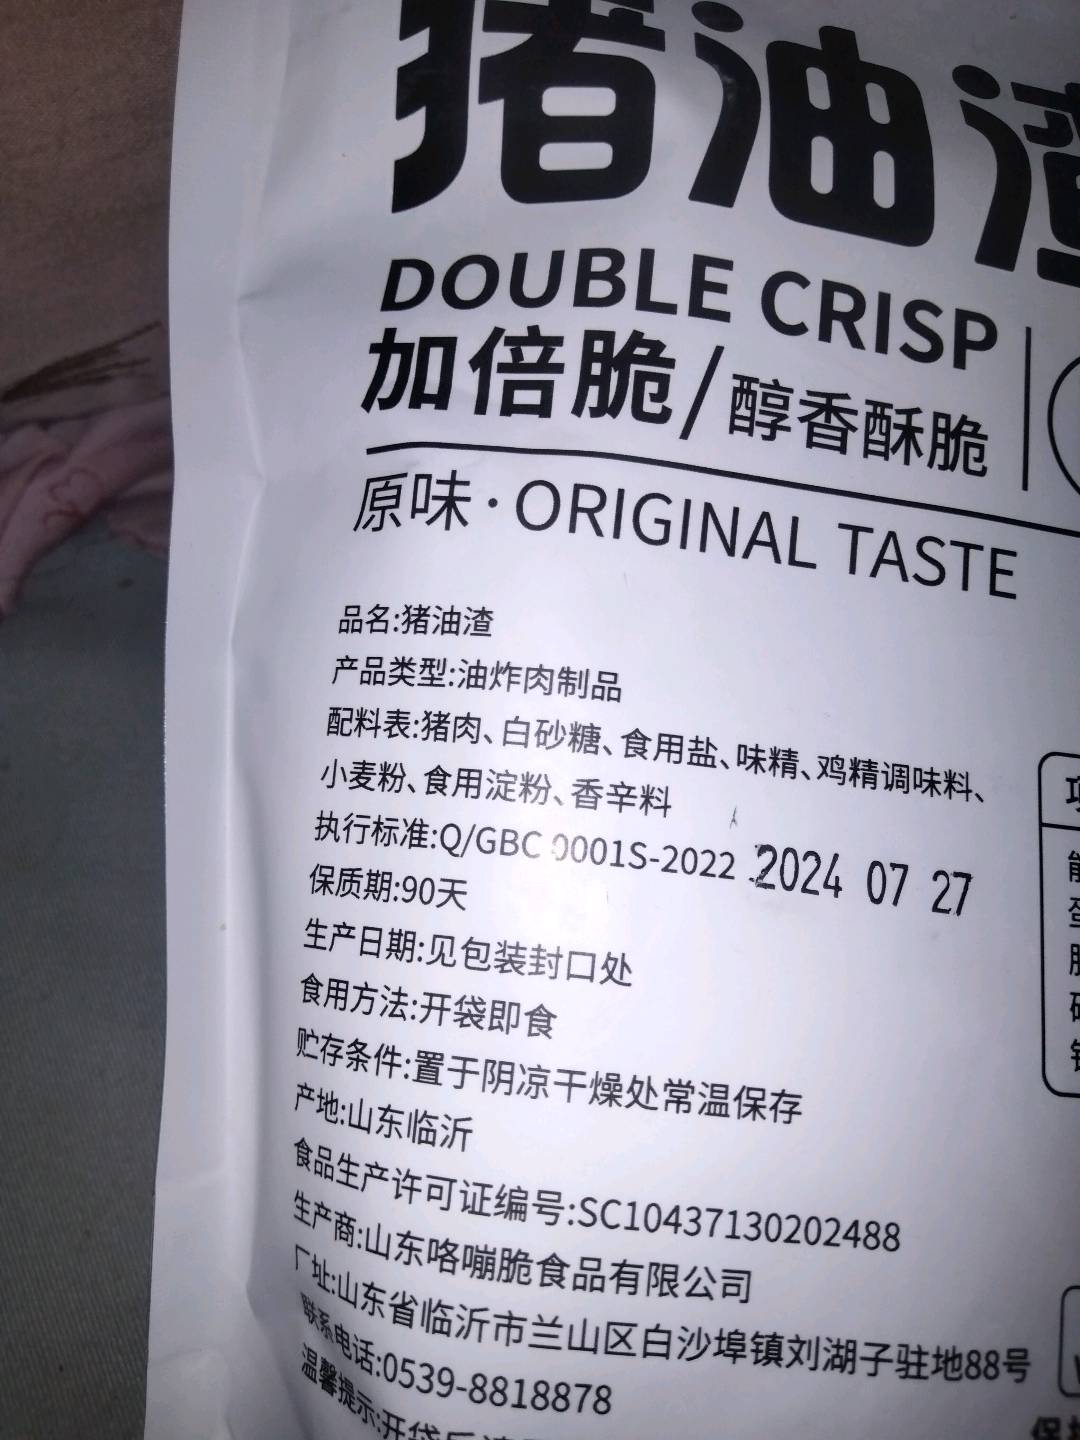 猪油渣
DOUBLE CRISP
加倍脆/醇香酥脆
原味·ORIGINAL TASTE
品名:猪油渣
产品类型:油炸肉制品
配料表:猪肉、白砂糖、食用盐、味精、鸡精调味料、
小麦粉、食用淀粉、香辛料
执行标准:Q/GBC 0001S-2022
2024 07 27
保质期:90天
生产日期:见包装封口处
食用方法:开袋即食
贮存条件:置于阴凉干燥处常温保存
产地:山东临沂
食品生产许可证编号:SC10437130202488
生产商:山东咯嘣脆食品有限公司
厂址:山东省临沂市兰山区白沙埠镇刘湖子驻地88号
联系电话:0539-8818878
温馨提示:开袋后